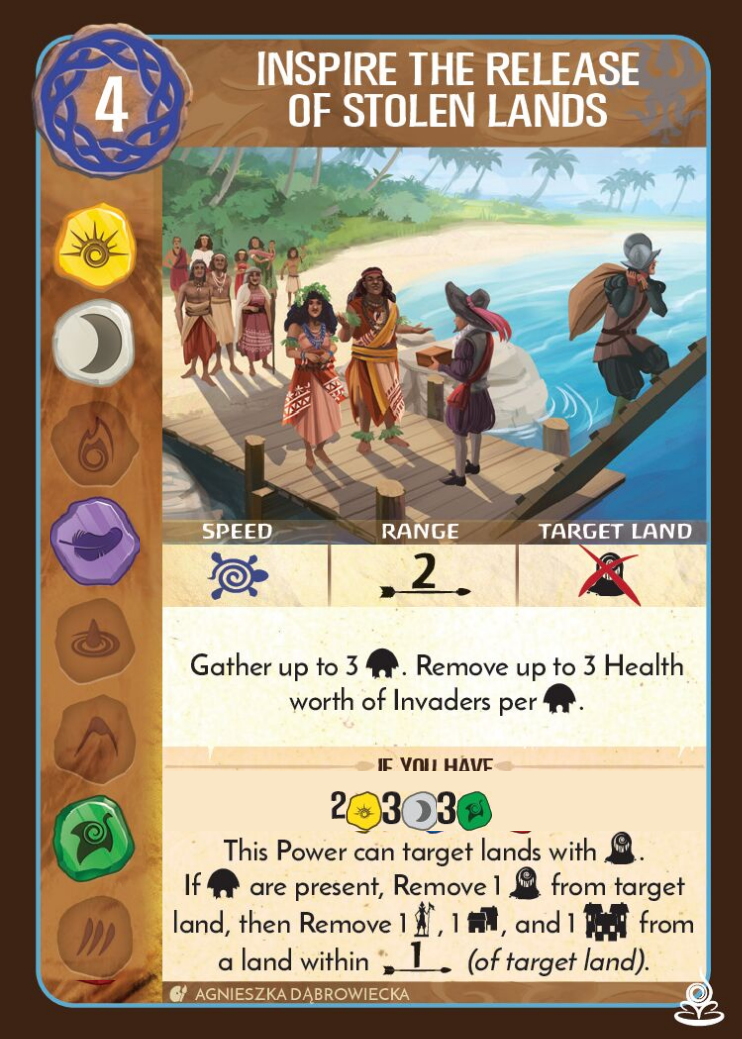 4
INSPIRE THE RELEASE
OF STOLEN LANDS
SPEED RANGE TARGET LAND
2
Gather up to 3 . Remove up to 3 Health
worth of Invaders per .
IF YOU HAVE
2 3 3
This Power can target lands with .
If are present, Remove 1 from target
land, then Remove 1 , 1 , and 1 from
a land within 1 (of target land).
AGNIESZKA DĄBROWIECKA